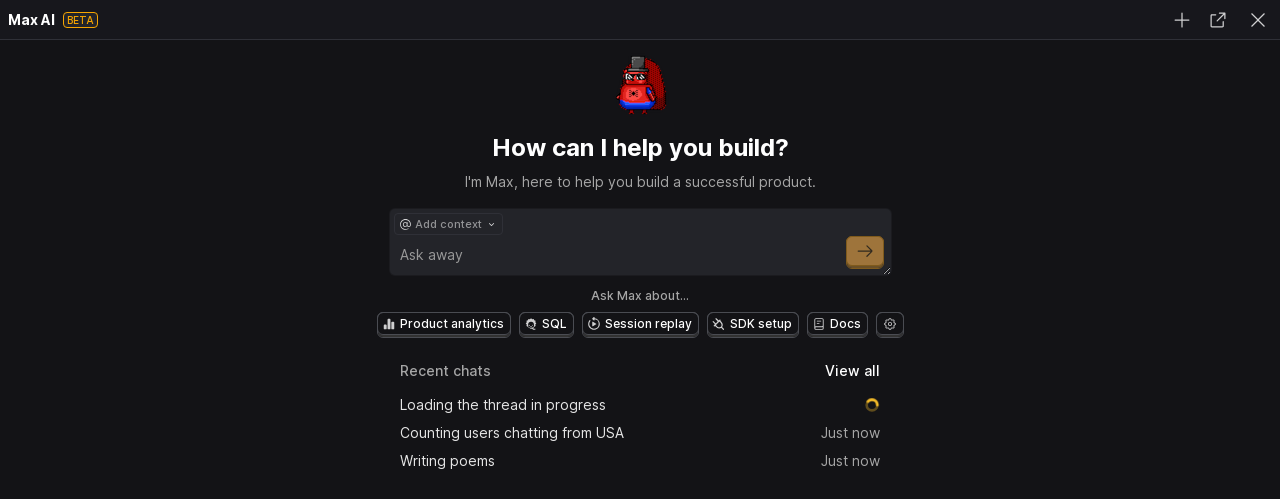 Max AI BETA
How can I help you build?
I'm Max, here to help you build a successful product.
@ Add context
Ask away
Ask Max about...
Product analytics SQL Session replay SDK setup Docs
Recent chats View all
Loading the thread in progress
Counting users chatting from USA Just now
Writing poems Just now